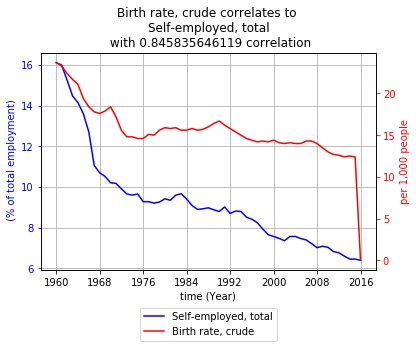 Birth rate, crude correlates to
Self-employed, total
with 0.845835646119 correlation
16
14
12
10
8
6
(% of total employment)
20
15
10
5
0
per 1,000 people
1960 1968 1976 1984 1992 2000 2008 2016
time (Year)
Self-employed, total
Birth rate, crude